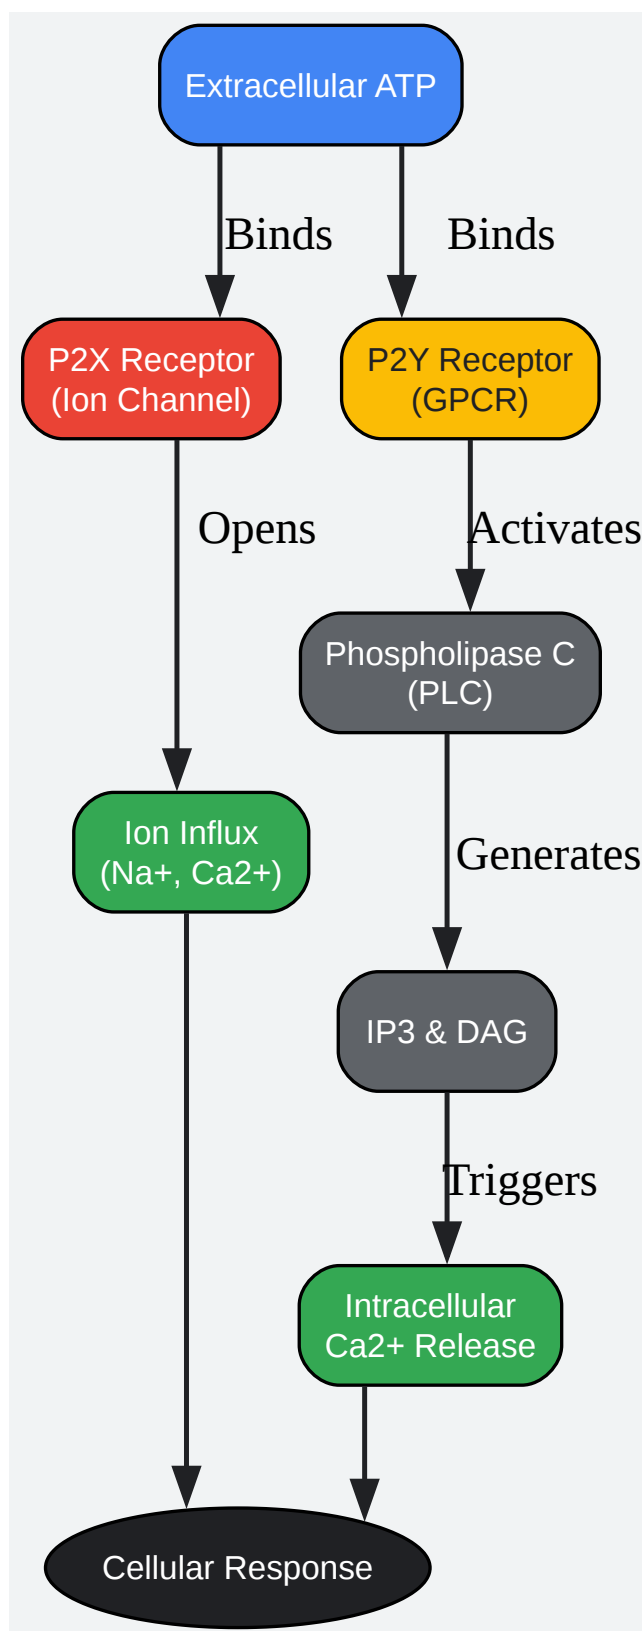 Extracellular ATP
Binds
Binds
P2X Receptor
(Ion Channel)
P2Y Receptor
(GPCR)
Opens
Activates
Phospholipase C
(PLC)
Ion Influx
(Na+, Ca2+)
Generates
IP3 & DAG
Triggers
Intracellular
Ca2+ Release
Cellular Response